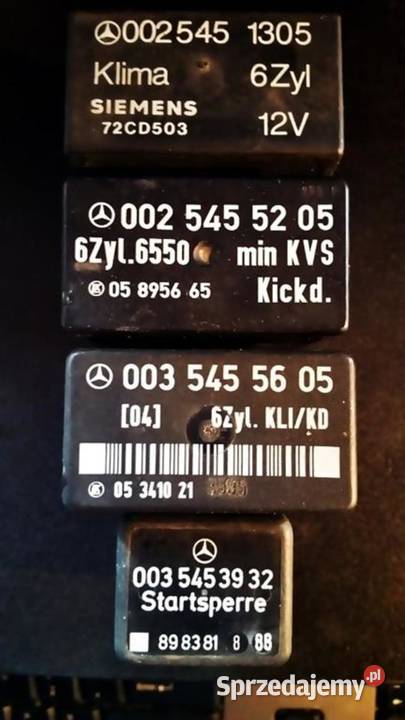 002 545 1305
Klima 6Zyl
SIEMENS
72CD503 12V
002 545 52 05
6Zyl.6550 min KVS
05 8956 65 Kickd.
003 545 56 05
[04] 6Zyl. KLI/KD
05 3410 21
003 545 39 32
Startsperre
89 83 81 8 88
Sprzedajemy.pl